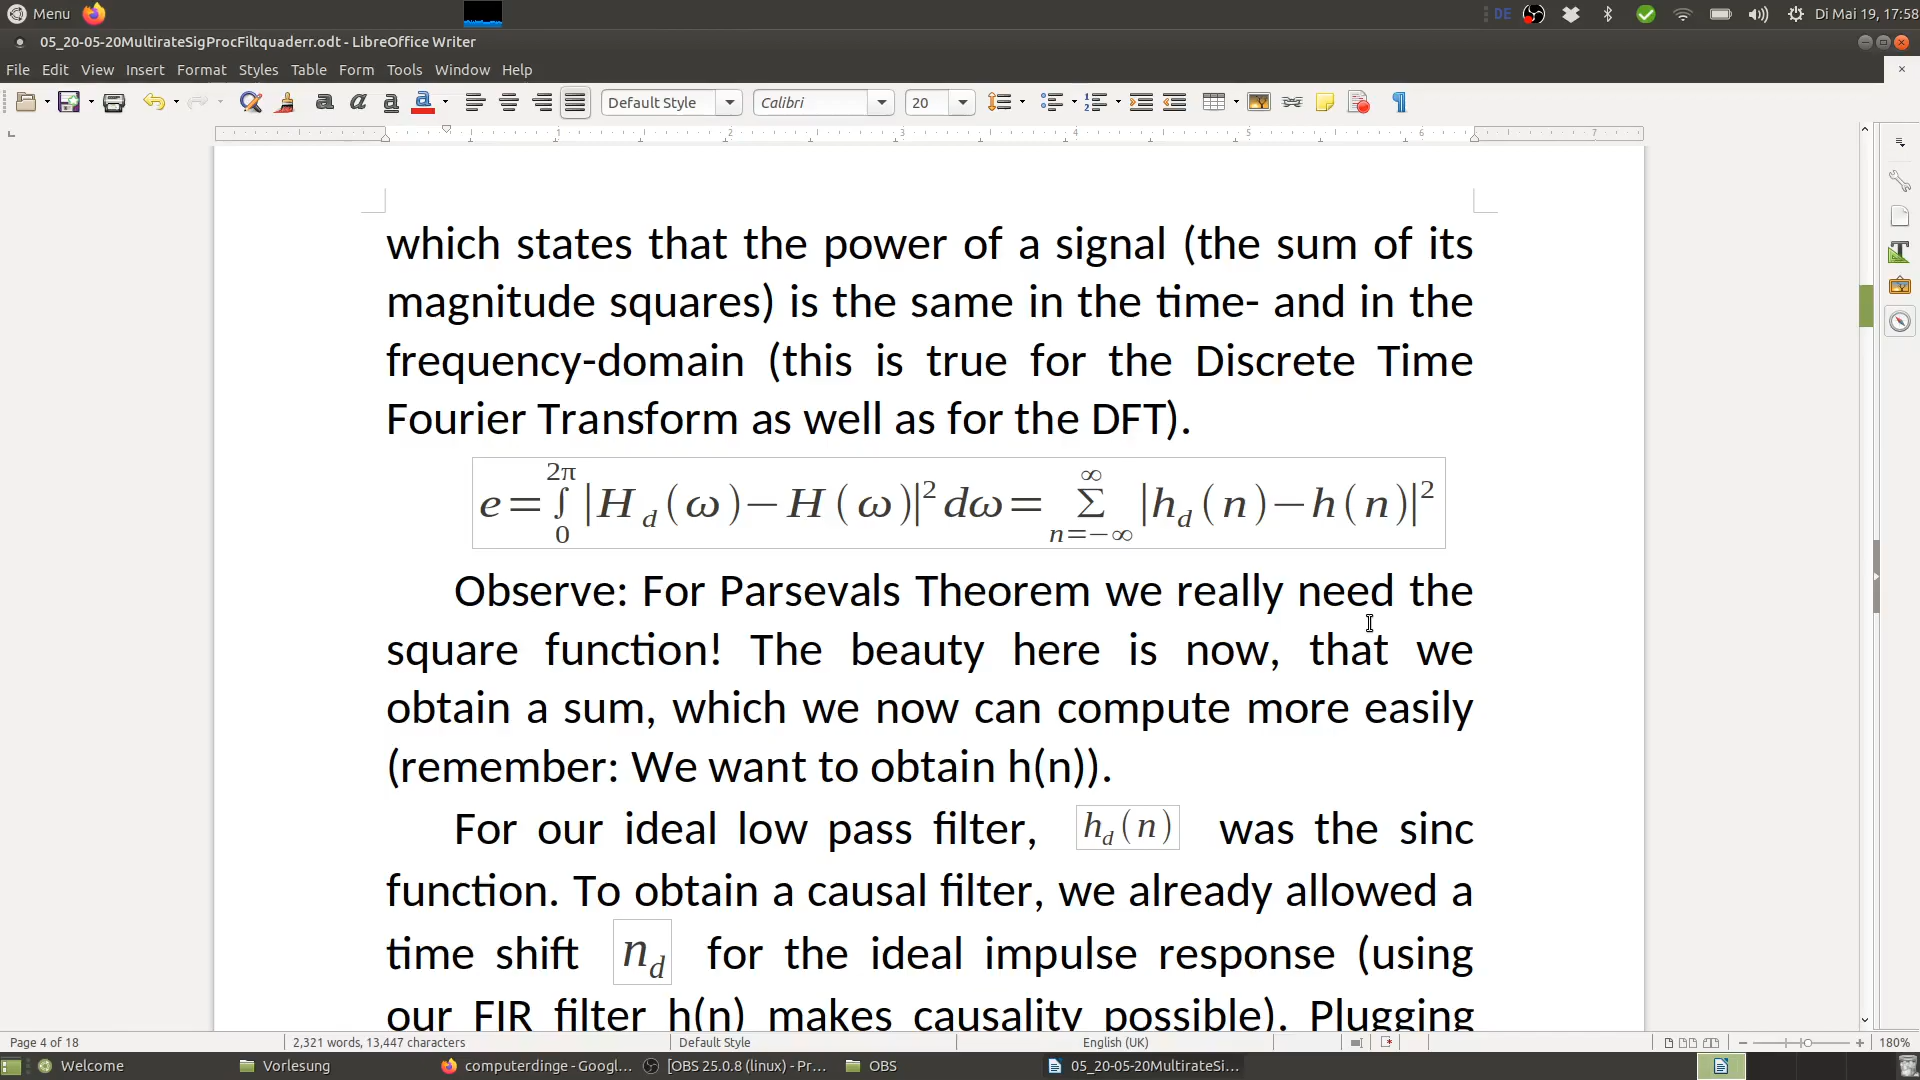 Menu
DE
Di Mai 19, 17:58
05_20-05-20MultirateSigProcFiltquaderr.odt - LibreOffice Writer
File Edit View Insert Format Styles Table Form Tools Window Help
Default Style
Calibri
20
1 2 3 4 5 6 7
which states that the power of a signal (the sum of its
magnitude squares) is the same in the time- and in the
frequency-domain (this is true for the Discrete Time
Fourier Transform as well as for the DFT).
e=∫_0^{2π}|H_d(ω)−H(ω)|^2 dω=∑_{n=−∞}^{∞}|h_d(n)−h(n)|^2
Observe: For Parsevals Theorem we really need the
square function! The beauty here is now, that we
obtain a sum, which we now can compute more easily
(remember: We want to obtain h(n)).
For our ideal low pass filter, h_d(n) was the sinc
function. To obtain a causal filter, we already allowed a
time shift n_d for the ideal impulse response (using
our FIR filter h(n) makes causality possible). Plugging
Page 4 of 18
2,321 words, 13,447 characters
Default Style
English (UK)
180%
Welcome
Vorlesung
computerdinge - Googl...
[OBS 25.0.8 (linux) - Pr...
OBS
05_20-05-20MultirateSi...